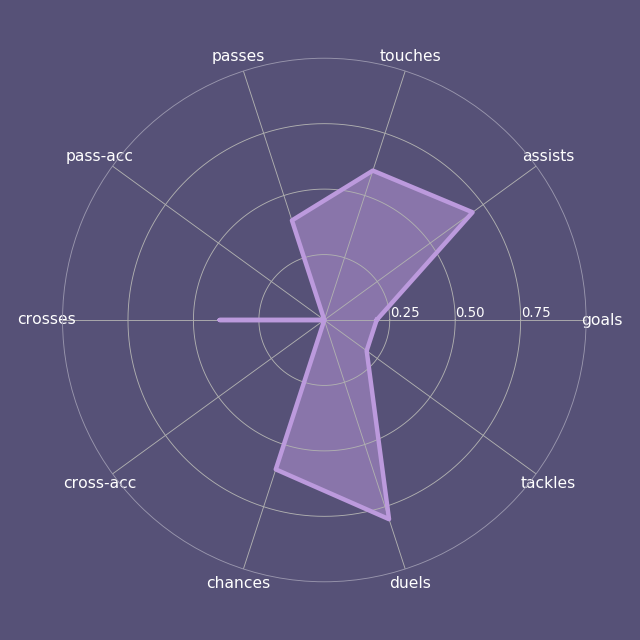 passes
touches
pass-acc
assists
crosses
0.25
0.50
0.75
goals
cross-acc
tackles
chances
duels